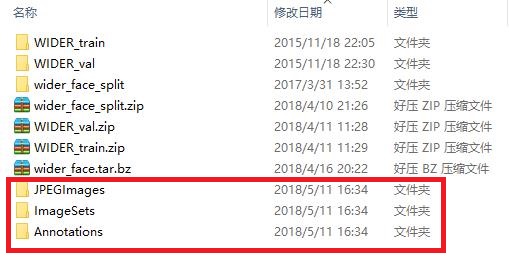 名称 修改日期 类型
WIDER_train 2015/11/18 22:05 文件夹
WIDER_val 2015/11/18 22:30 文件夹
wider_face_split 2017/3/31 13:52 文件夹
wider_face_split.zip 2018/4/10 21:26 好压 ZIP 压缩文件
WIDER_val.zip 2018/4/11 11:28 好压 ZIP 压缩文件
WIDER_train.zip 2018/4/11 11:29 好压 ZIP 压缩文件
wider_face.tar.bz 2018/4/16 20:22 好压 BZ 压缩文件
JPEGImages 2018/5/11 16:34 文件夹
ImageSets 2018/5/11 16:34 文件夹
Annotations 2018/5/11 16:34 文件夹